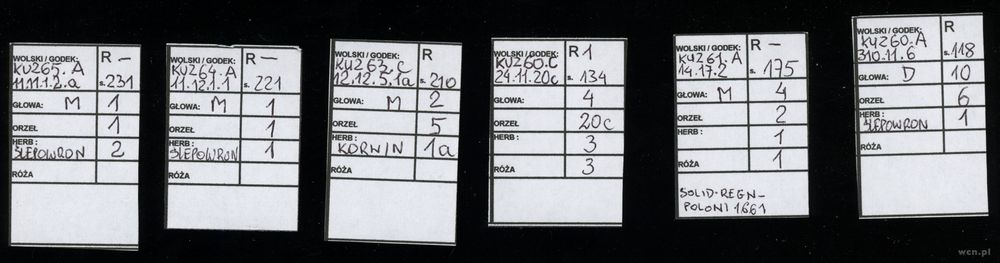 WOLSKI / GODEK: R –
KU265.A
11.11.1.2.a s. 231
GŁOWA: M 1
ORZEŁ 1
HERB: ŚLEPOWRON 2
RÓŻA
WOLSKI / GODEK: R –
KU264.A
11.12.1.1 s. 221
GŁOWA: M 1
ORZEŁ 1
HERB: ŚLEPOWRON 1
RÓŻA
WOLSKI / GODEK: R
KU263.C
12.12.5.1a s. 210
GŁOWA: M 2
ORZEŁ 5
HERB: KORWIN 1a
RÓŻA
WOLSKI / GODEK: R 1
KU260.C
24.11.20c s. 134
GŁOWA: 4
ORZEŁ 20c
HERB: 3
RÓŻA 3
WOLSKI / GODEK: R –
KU261.A
14.17.2 s. 175
GŁOWA: M 4
ORZEŁ 2
HERB: 1
RÓŻA 1
SOLID-REGN-
POLONI 1661
WOLSKI / GODEK: R
KU260.A
310.11.6 s. 118
GŁOWA: D 10
ORZEŁ 6
HERB: ŚLEPOWRON 1
RÓŻA
wcn.pl